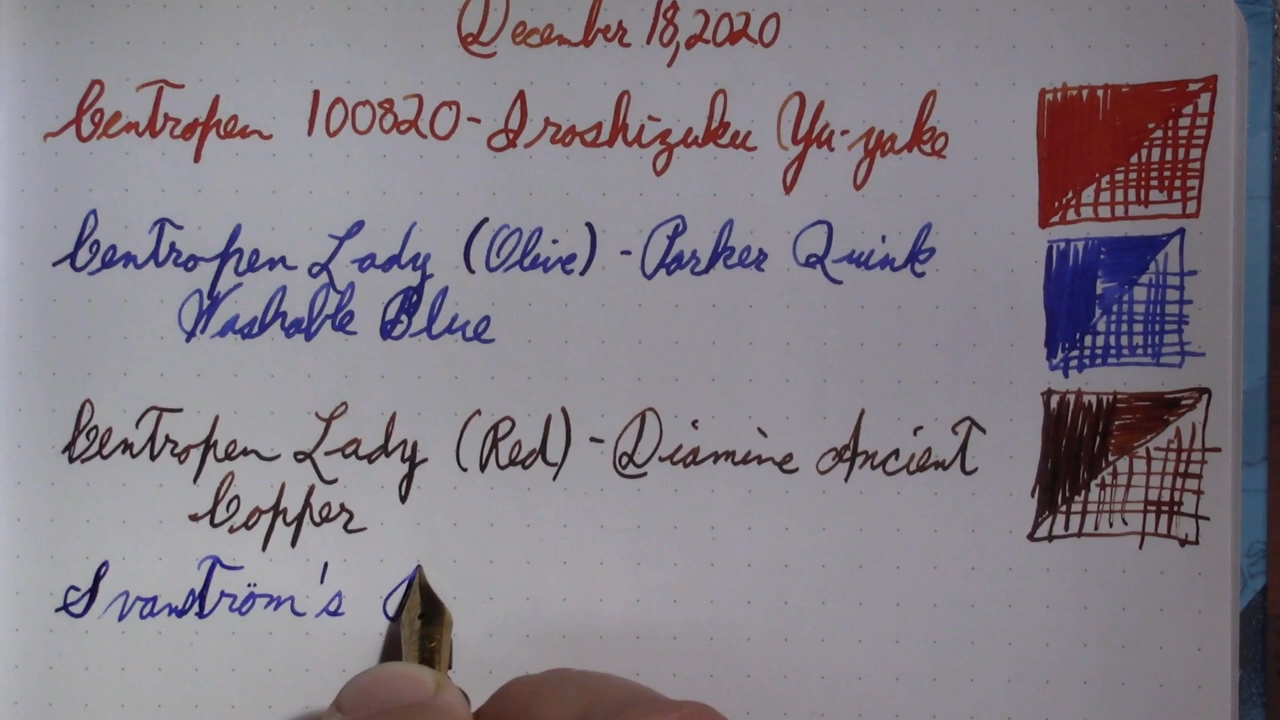 December 18, 2020
Centropen 100820 - Iroshizuku Yu-yake
Centropen Lady (Olive) - Parker Quink
Washable Blue
Centropen Lady (Red) - Diamine Ancient
Copper
Svanström's